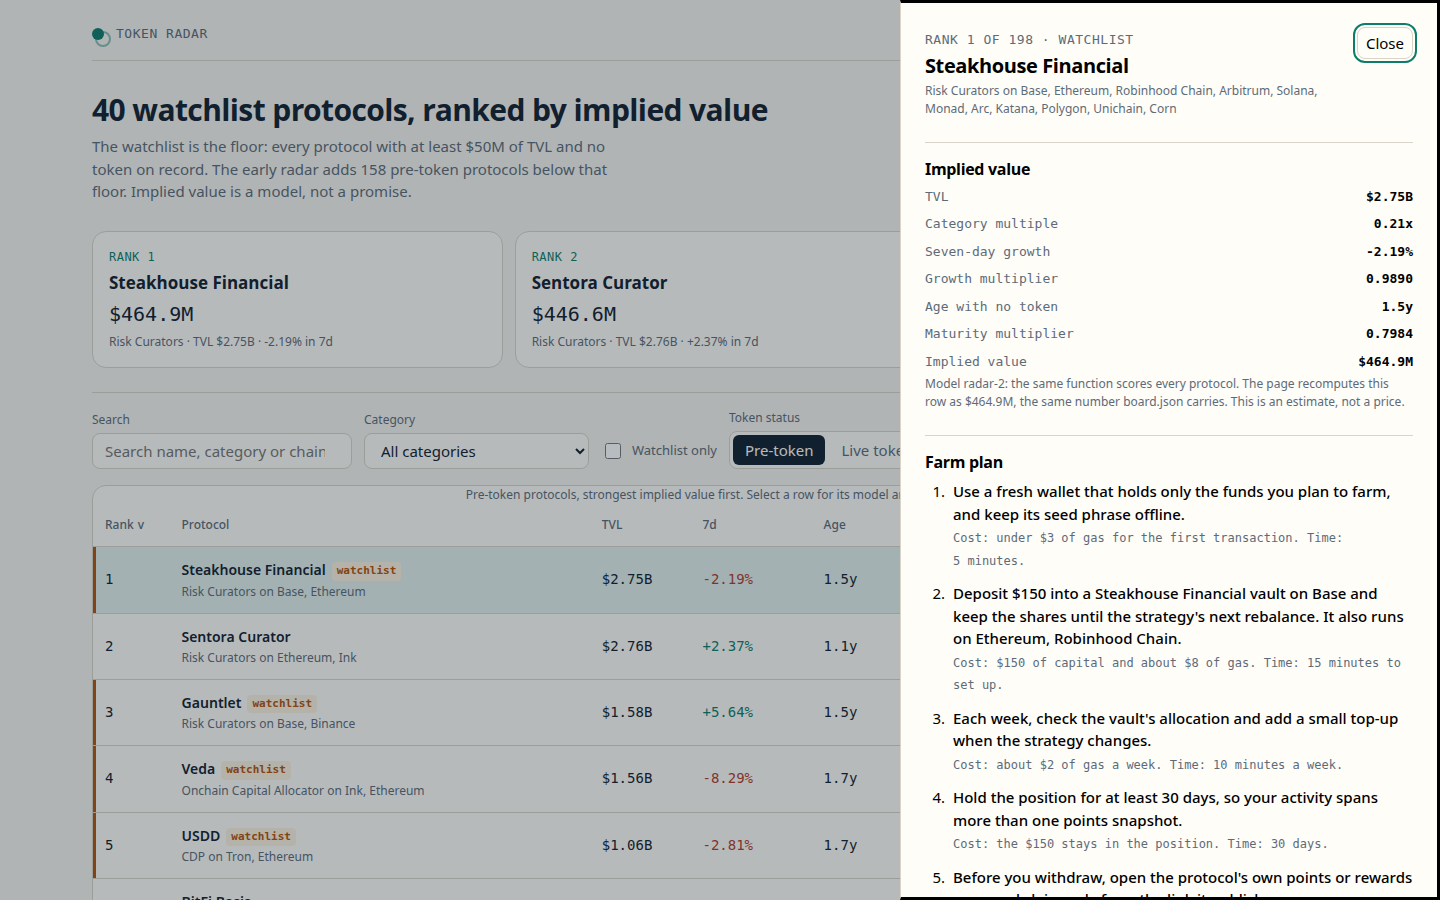 TOKEN RADAR
40 watchlist protocols, ranked by implied value
The watchlist is the floor: every protocol with at least $50M of TVL and no
token on record. The early radar adds 158 pre-token protocols below that
floor. Implied value is a model, not a promise.
RANK 1
Steakhouse Financial
$464.9M
Risk Curators · TVL $2.75B · -2.19% in 7d
RANK 2
Sentora Curator
$446.6M
Risk Curators · TVL $2.76B · +2.37% in 7d
Search
Search name, category or chain
Category
All categories
Watchlist only
Token status
Pre-token
Live
Pre-token protocols, strongest implied value first. Select a row for its model
Rank v Protocol TVL 7d Age
1 Steakhouse Financial watchlist $2.75B -2.19% 1.5y
Risk Curators on Base, Ethereum
2 Sentora Curator $2.76B +2.37% 1.1y
Risk Curators on Ethereum, Ink
3 Gauntlet watchlist $1.58B +5.64% 1.5y
Risk Curators on Base, Binance
4 Veda watchlist $1.56B -8.29% 1.7y
Onchain Capital Allocator on Ink, Ethereum
5 USDD watchlist $1.06B -2.81% 1.7y
CDP on Tron, Ethereum
RANK 1 OF 198 · WATCHLIST
Close
Steakhouse Financial
Risk Curators on Base, Ethereum, Robinhood Chain, Arbitrum, Solana,
Monad, Arc, Katana, Polygon, Unichain, Corn
Implied value
TVL $2.75B
Category multiple 0.21x
Seven-day growth -2.19%
Growth multiplier 0.9890
Age with no token 1.5y
Maturity multiplier 0.7984
Implied value $464.9M
Model radar-2: the same function scores every protocol. The page recomputes this
row as $464.9M, the same number board.json carries. This is an estimate, not a price.
Farm plan
1. Use a fresh wallet that holds only the funds you plan to farm,
and keep its seed phrase offline.
Cost: under $3 of gas for the first transaction. Time:
5 minutes.
2. Deposit $150 into a Steakhouse Financial vault on Base and
keep the shares until the strategy's next rebalance. It also runs
on Ethereum, Robinhood Chain.
Cost: $150 of capital and about $8 of gas. Time: 15 minutes to
set up.
3. Each week, check the vault's allocation and add a small top-up
when the strategy changes.
Cost: about $2 of gas a week. Time: 10 minutes a week.
4. Hold the position for at least 30 days, so your activity spans
more than one points snapshot.
Cost: the $150 stays in the position. Time: 30 days.
5. Before you withdraw, open the protocol's own points or rewards